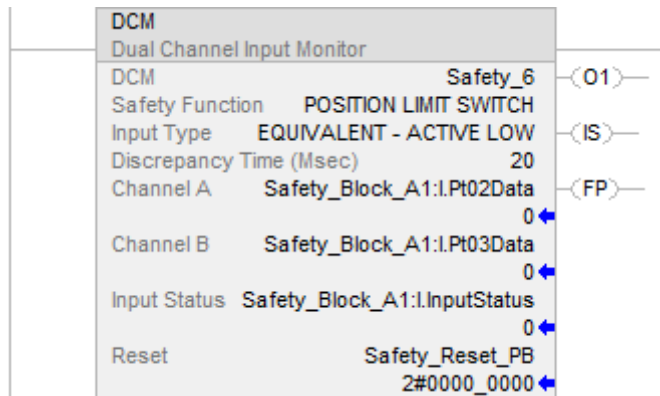 DCM
Dual Channel Input Monitor
DCM Safety_6 (O1)
Safety Function POSITION LIMIT SWITCH
Input Type EQUIVALENT - ACTIVE LOW (IS)
Discrepancy Time (Msec) 20
Channel A Safety_Block_A1:I.Pt02Data (FP)
0
Channel B Safety_Block_A1:I.Pt03Data
0
Input Status Safety_Block_A1:I.InputStatus
0
Reset Safety_Reset_PB
2#0000_0000